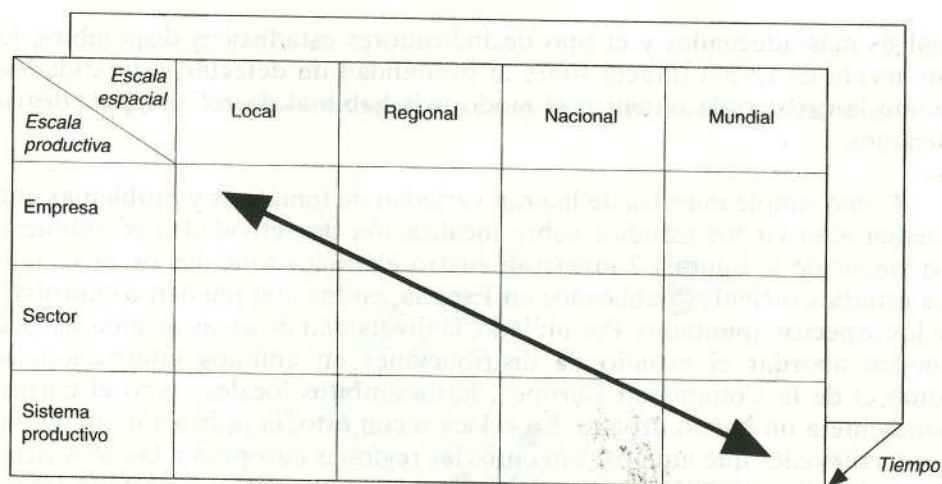 Escala
espacial
Escala
productiva
Local
Regional
Nacional
Mundial
Empresa
Sector
Sistema
productivo
Tiempo